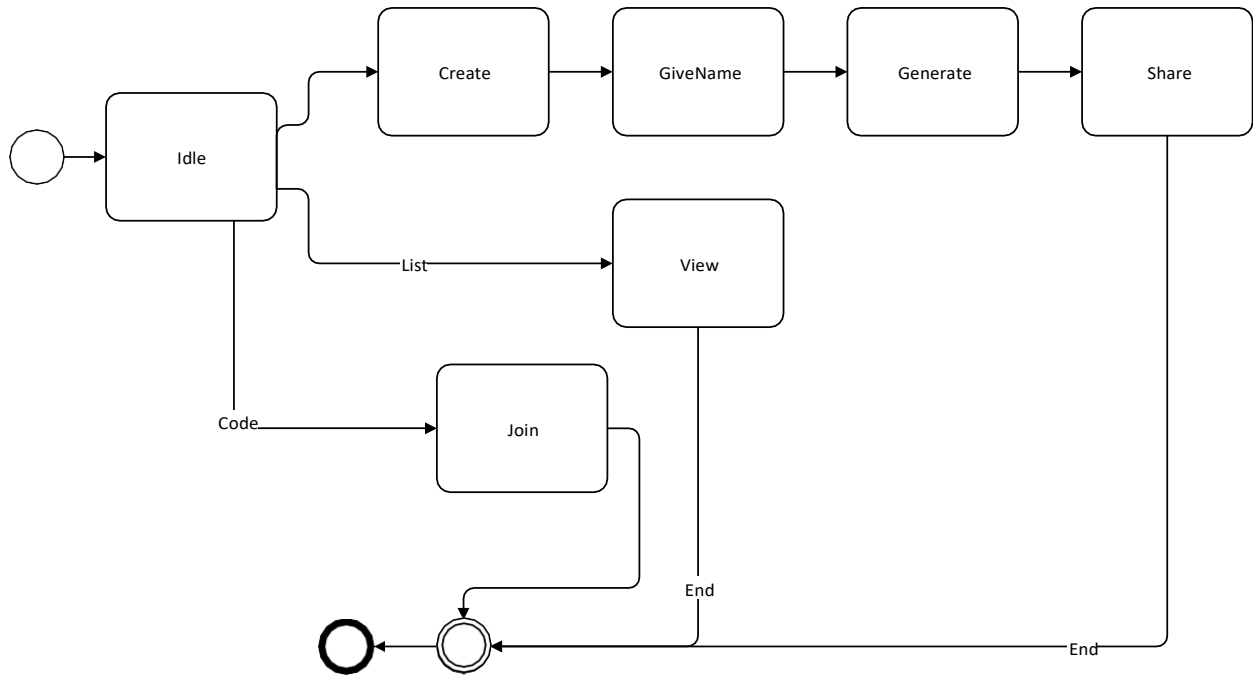 Create
GiveName
Generate
Share
Idle
List
View
Code
Join
End
End